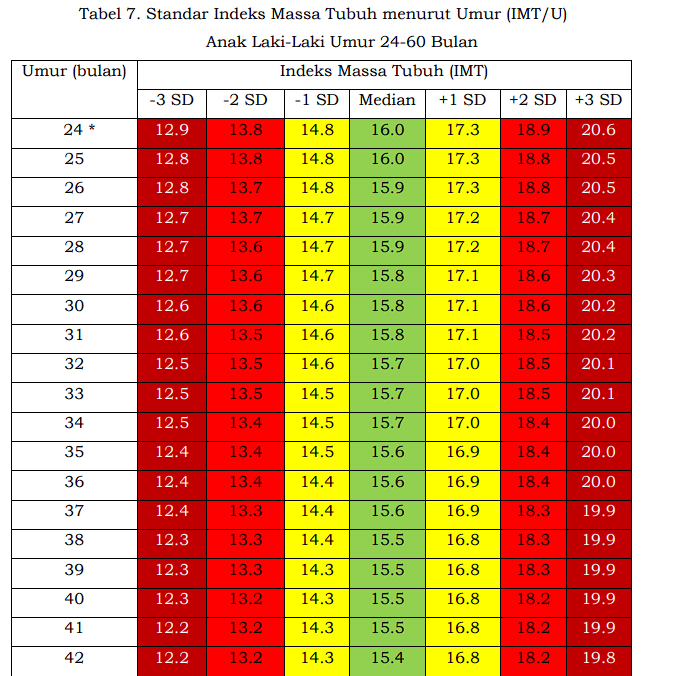 Tabel 7. Standar Indeks Massa Tubuh menurut Umur (IMT/U)
Anak Laki-Laki Umur 24-60 Bulan
Umur (bulan) Indeks Massa Tubuh (IMT)
-3 SD -2 SD -1 SD Median +1 SD +2 SD +3 SD
24 * 12.9 13.8 14.8 16.0 17.3 18.9 20.6
25 12.8 13.8 14.8 16.0 17.3 18.8 20.5
26 12.8 13.7 14.8 15.9 17.3 18.8 20.5
27 12.7 13.7 14.7 15.9 17.2 18.7 20.4
28 12.7 13.6 14.7 15.9 17.2 18.7 20.4
29 12.7 13.6 14.7 15.8 17.1 18.6 20.3
30 12.6 13.6 14.6 15.8 17.1 18.6 20.2
31 12.6 13.5 14.6 15.8 17.1 18.5 20.2
32 12.5 13.5 14.6 15.7 17.0 18.5 20.1
33 12.5 13.5 14.5 15.7 17.0 18.5 20.1
34 12.5 13.4 14.5 15.7 17.0 18.4 20.0
35 12.4 13.4 14.5 15.6 16.9 18.4 20.0
36 12.4 13.4 14.4 15.6 16.9 18.4 20.0
37 12.4 13.3 14.4 15.6 16.9 18.3 19.9
38 12.3 13.3 14.4 15.5 16.8 18.3 19.9
39 12.3 13.3 14.3 15.5 16.8 18.3 19.9
40 12.3 13.2 14.3 15.5 16.8 18.2 19.9
41 12.2 13.2 14.3 15.5 16.8 18.2 19.9
42 12.2 13.2 14.3 15.4 16.8 18.2 19.8